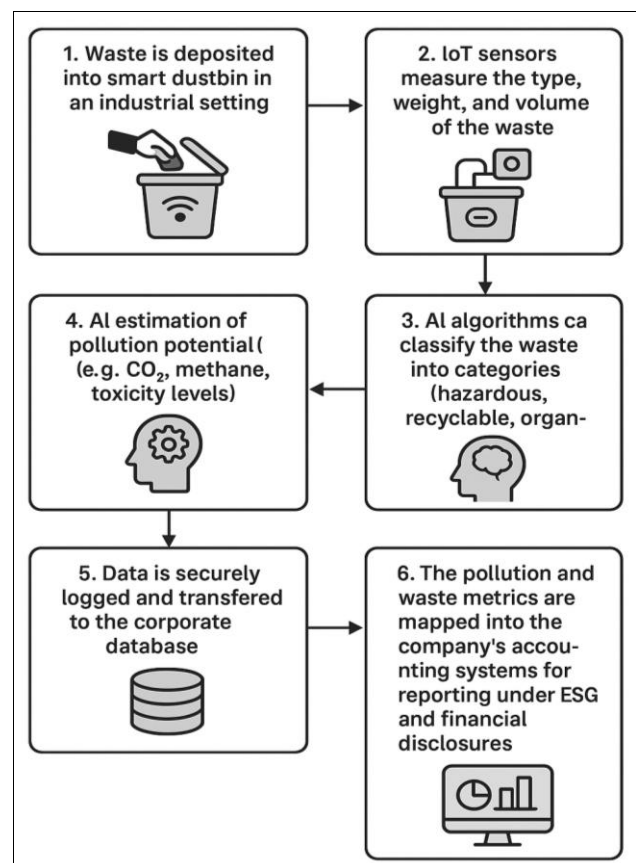 1. Waste is deposited
into smart dustbin in
an industrial setting
2. IoT sensors
measure the type,
weight, and volume
of the waste
3. AI algorithms ca
classify the waste
into categories
(hazardous,
recyclable, organ-
4. AI estimation of
pollution potential (
(e.g. CO₂, methane,
toxicity levels)
5. Data is securely
logged and transfered
to the corporate
database
6. The pollution and
waste metrics are
mapped into the
company's accou-
nting systems for
reporting under ESG
and financial
disclosures